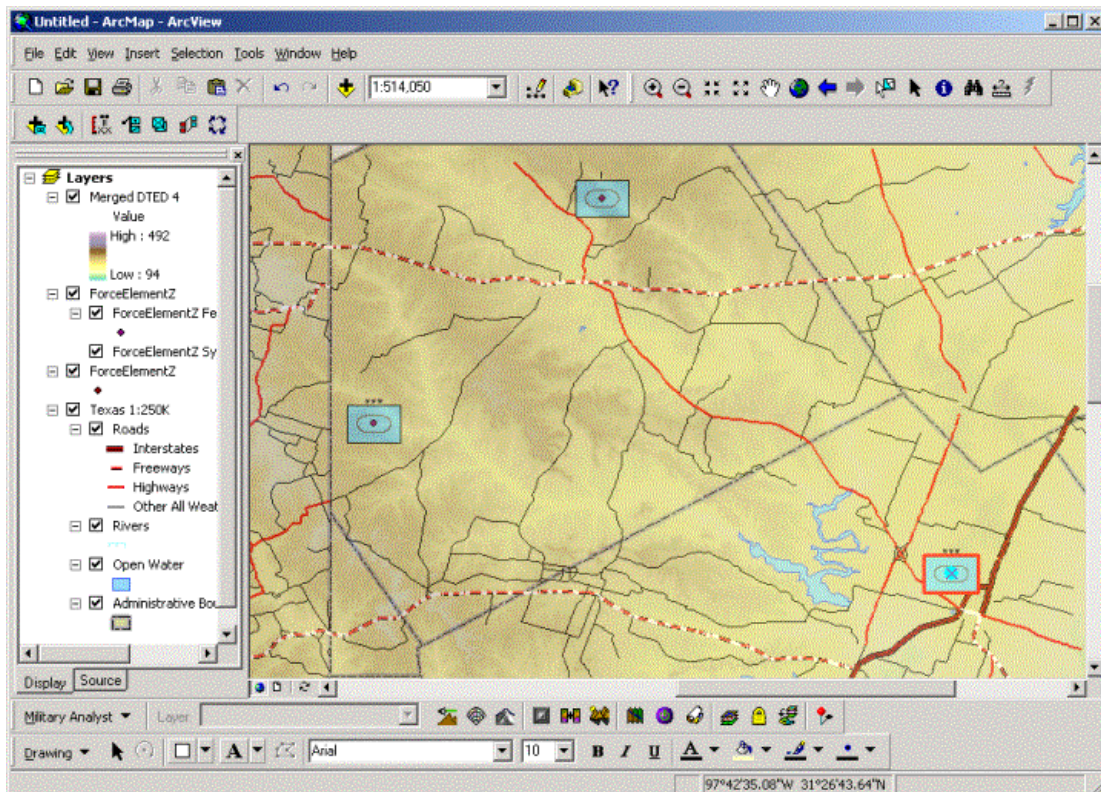 Untitled - ArcMap - ArcView
File Edit View Insert Selection Tools Window Help
1:514,050
Layers
Merged DTED 4
Value
High : 492
Low : 94
ForceElementZ
ForceElementZ Fe
ForceElementZ Sy
ForceElementZ
Texas 1:250K
Roads
Interstates
Freeways
Highways
Other All Weat
Rivers
Open Water
Administrative Bou
Display Source
Military Analyst Layer
Drawing A Arial 10 B I U A
97°42'35.08"W 31°26'43.64"N